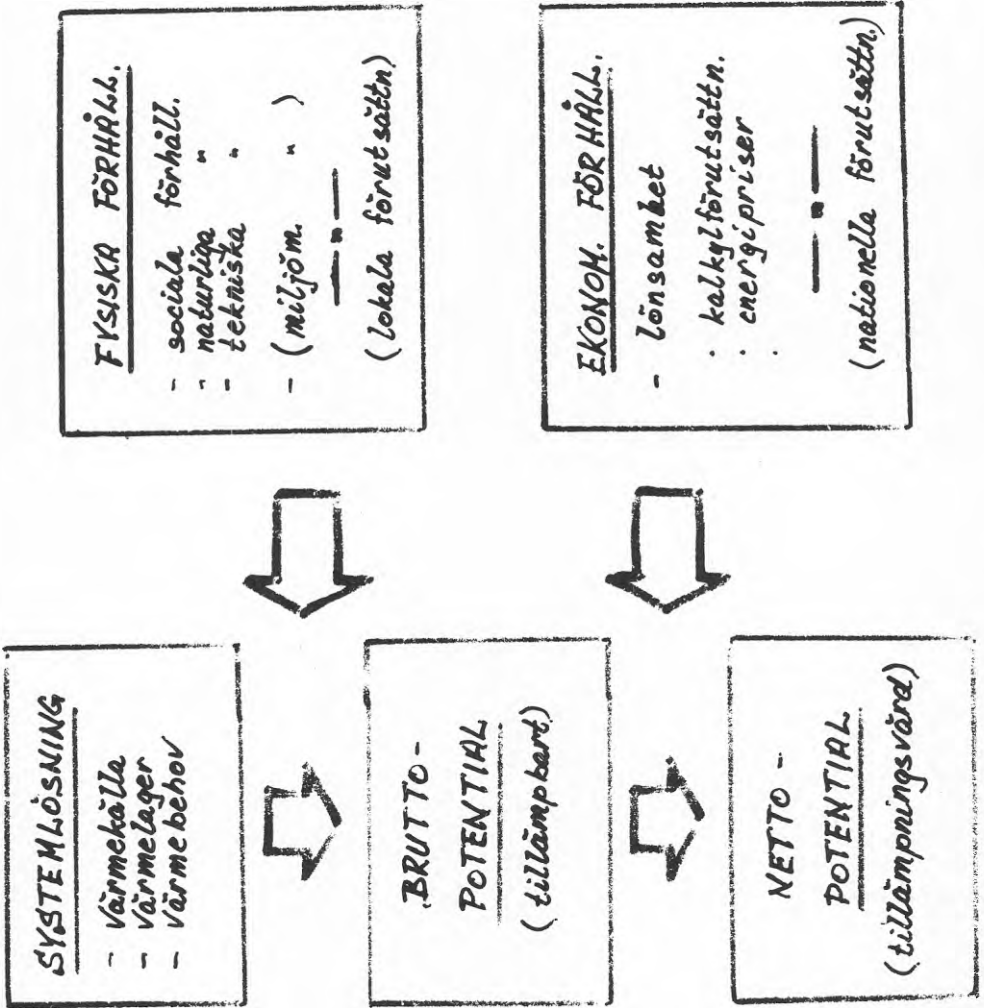 SYSTEMLÖSNING
- Värmekälla
- Värmelager
- Värmebehov
BRUTTO-
POTENTIAL
(tillämpbart)
NETTO-
POTENTIAL
(tillämpningsvärd)
FYSISKA FÖRHÅLL.
- sociala förhåll.
- naturliga "
- tekniska "
- (miljöm. " )
— " —
(lokala förutsättn.)
EKONOM. FÖRHÅLL.
- lönsamhet
· kalkylförutsättn.
· energipriser
·
— " —
(nationella förutsättn.)